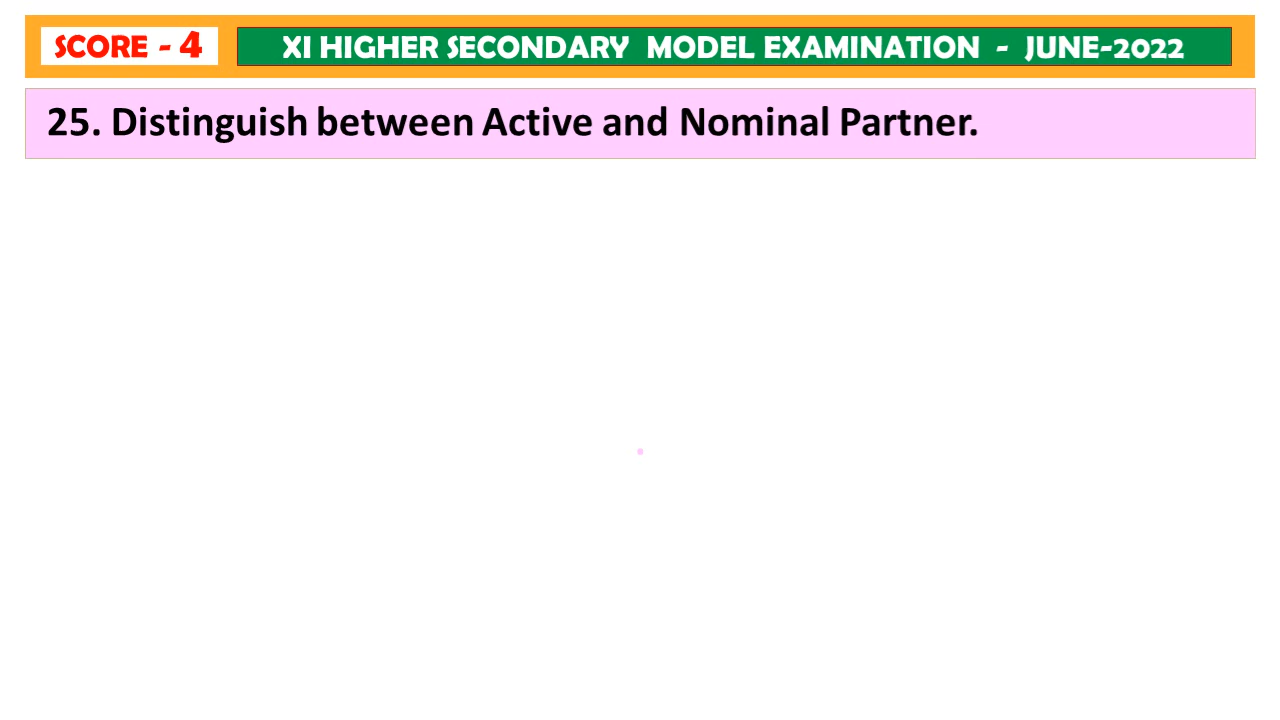 SCORE - 4
XI HIGHER SECONDARY MODEL EXAMINATION - JUNE-2022
25. Distinguish between Active and Nominal Partner.